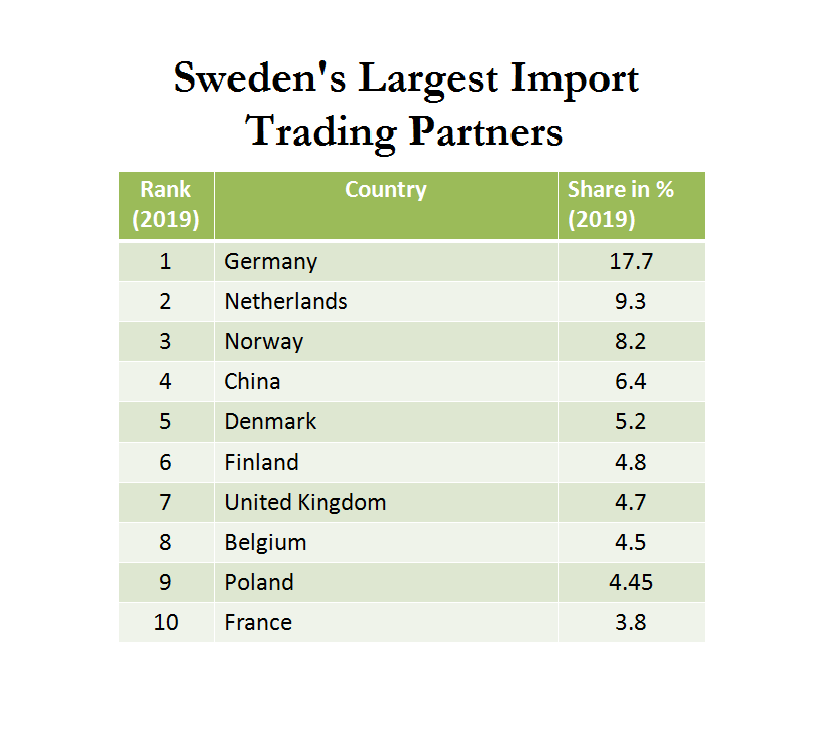 Sweden's Largest Import
Trading Partners
Rank (2019) Country Share in % (2019)
1 Germany 17.7
2 Netherlands 9.3
3 Norway 8.2
4 China 6.4
5 Denmark 5.2
6 Finland 4.8
7 United Kingdom 4.7
8 Belgium 4.5
9 Poland 4.45
10 France 3.8